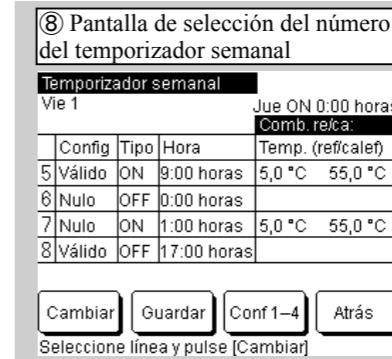 ⑧ Pantalla de selección del número
del temporizador semanal
Temporizador semanal
Vie 1 Jue ON 0:00 horas
Comb. re/ca:
Config Tipo Hora Temp. (ref/calef)
5 Válido ON 9:00 horas 5,0 °C 55,0 °C
6 Nulo OFF 0:00 horas
7 Nulo ON 1:00 horas 5,0 °C 55,0 °C
8 Válido OFF 17:00 horas
Cambiar Guardar Conf 1–4 Atrás
Seleccione línea y pulse [Cambiar]